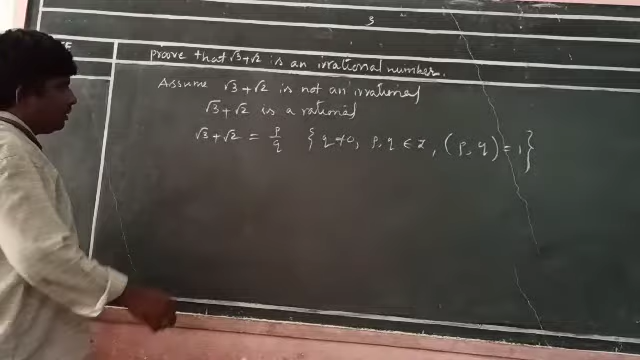 3
prove that √3+√2 is an irrational number.
Assume √3+√2 is not an irrational
√3+√2 is a rational
√3+√2 = p/q { q≠0, p, q ∈ Z, (p, q) = 1 }